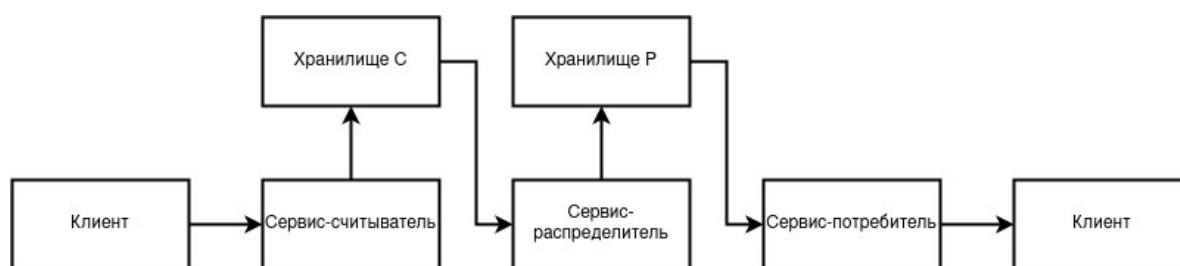 Хранилище С
Хранилище Р
Клиент
Сервис-считыватель
Сервис-
распределитель
Сервис-потребитель
Клиент